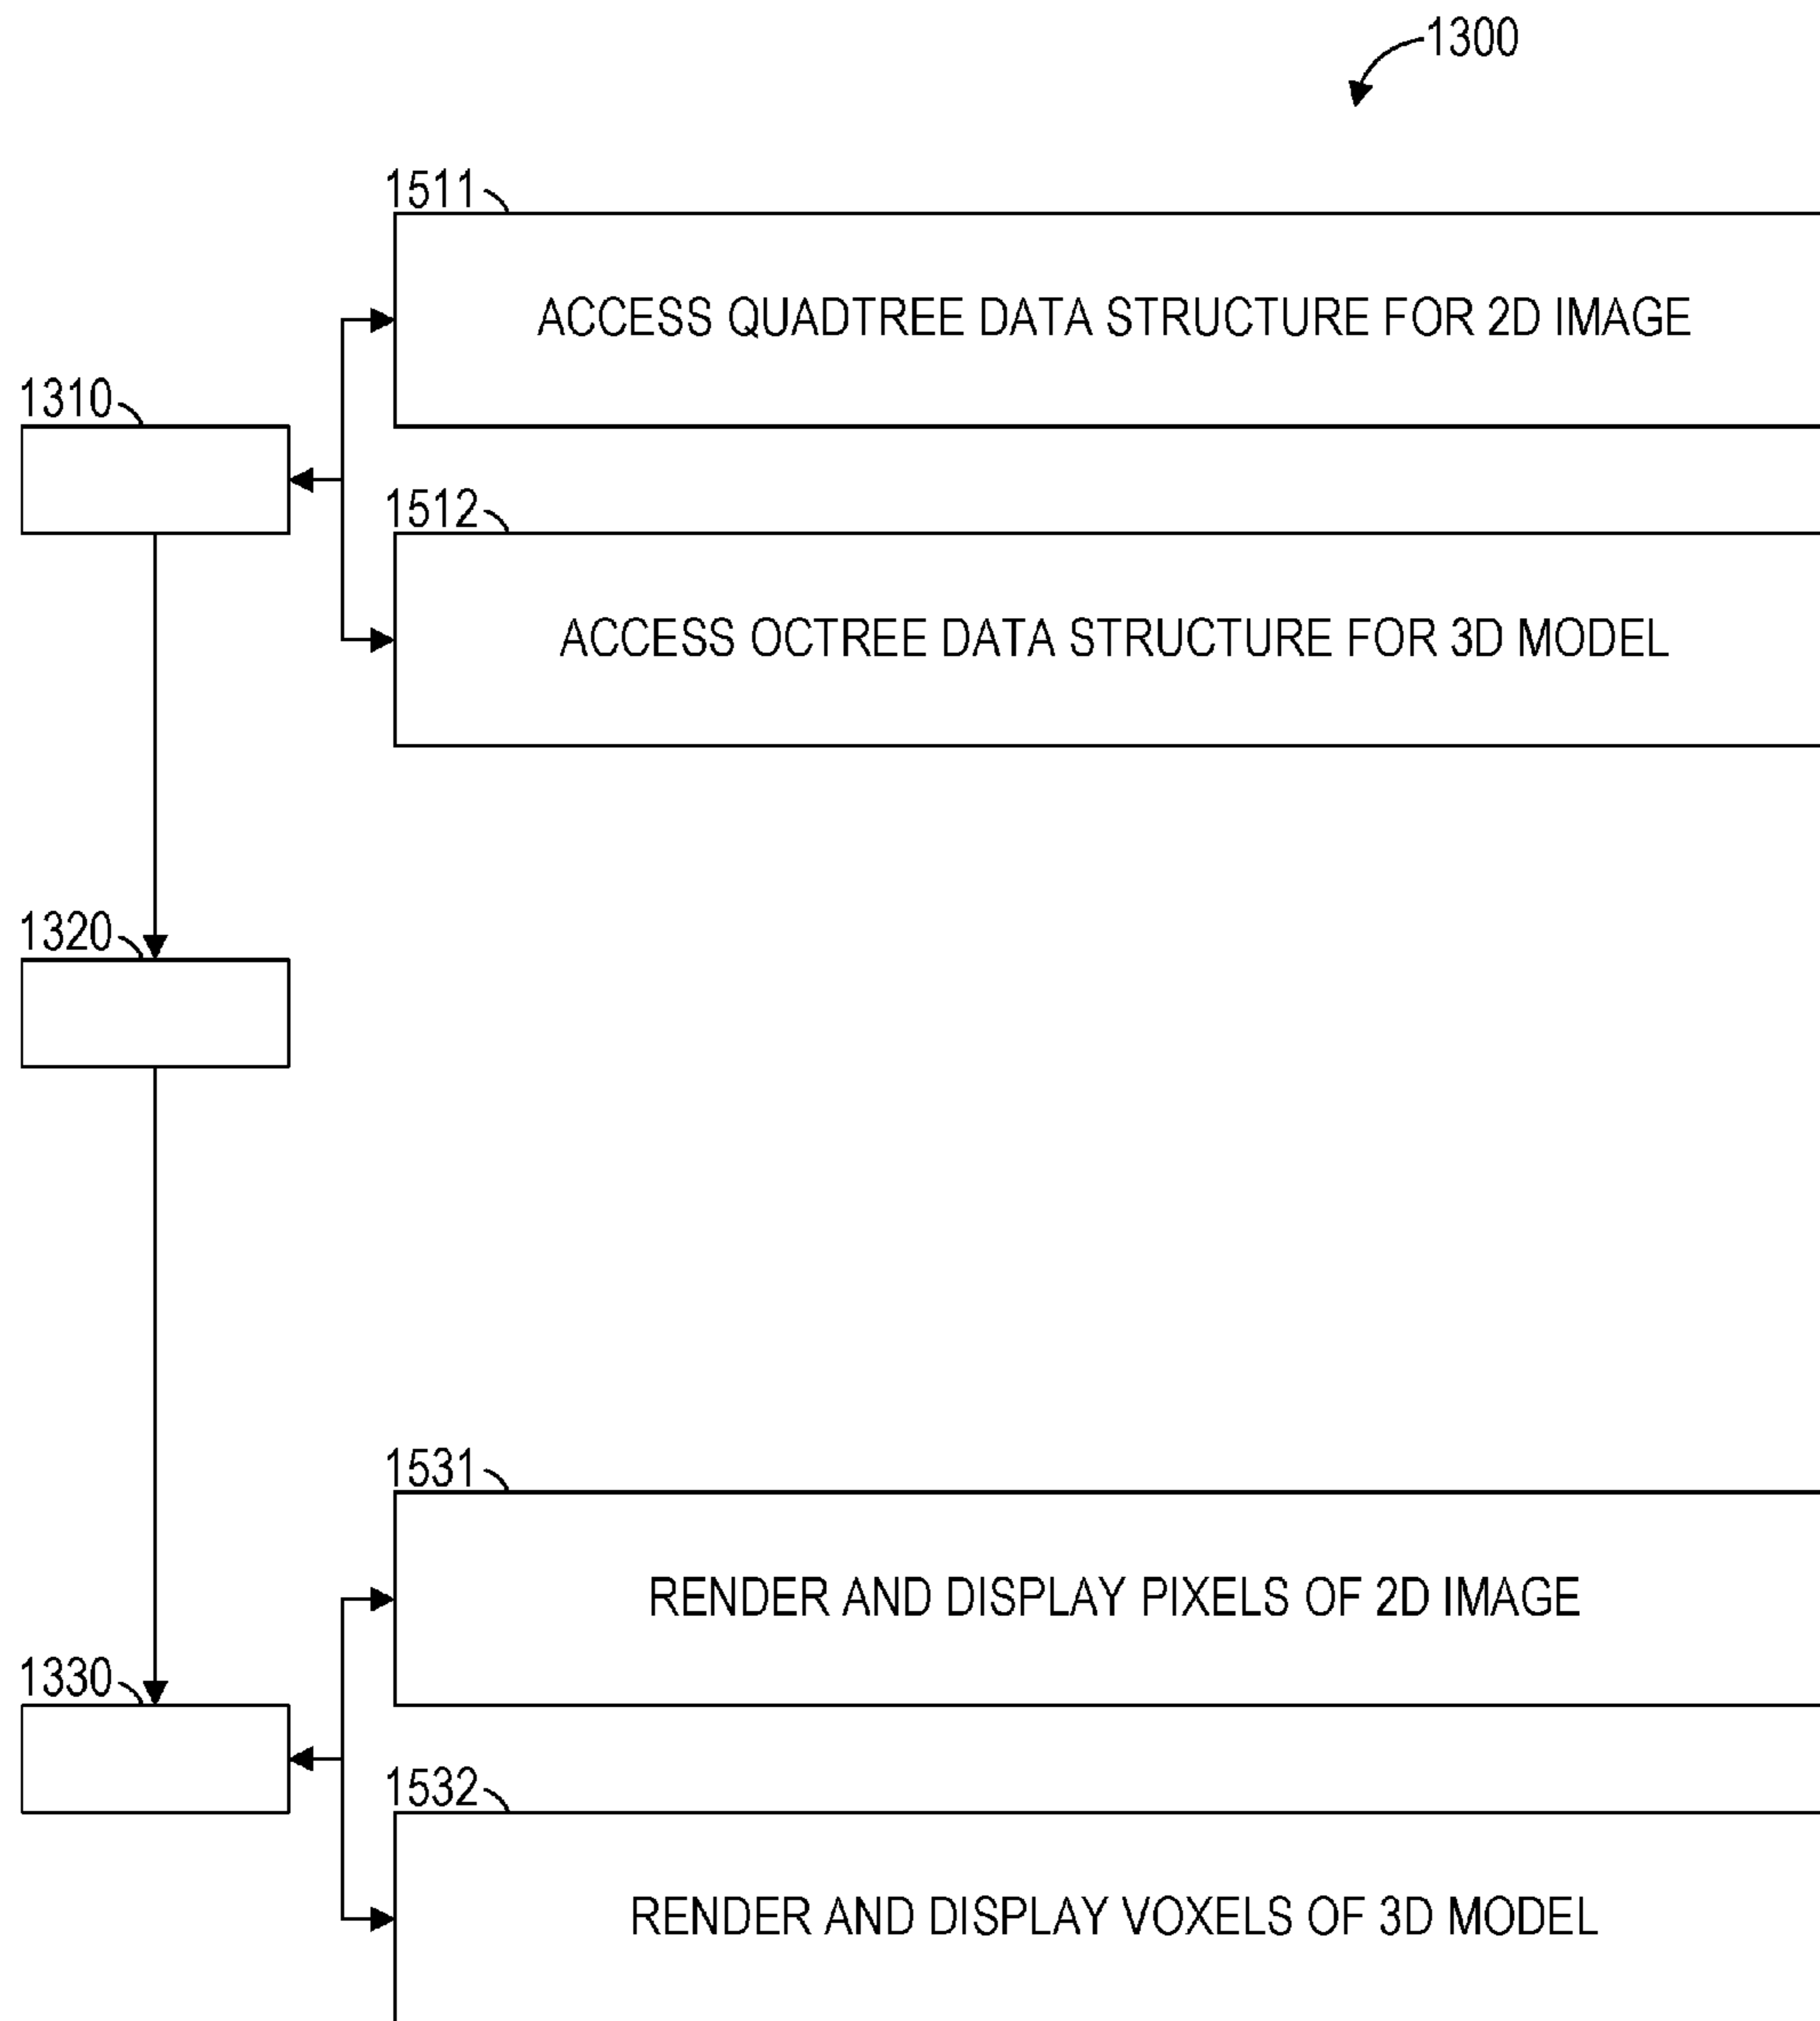 1300
1511
ACCESS QUADTREE DATA STRUCTURE FOR 2D IMAGE
1310
1512
ACCESS OCTREE DATA STRUCTURE FOR 3D MODEL
1320
1531
RENDER AND DISPLAY PIXELS OF 2D IMAGE
1330
1532
RENDER AND DISPLAY VOXELS OF 3D MODEL